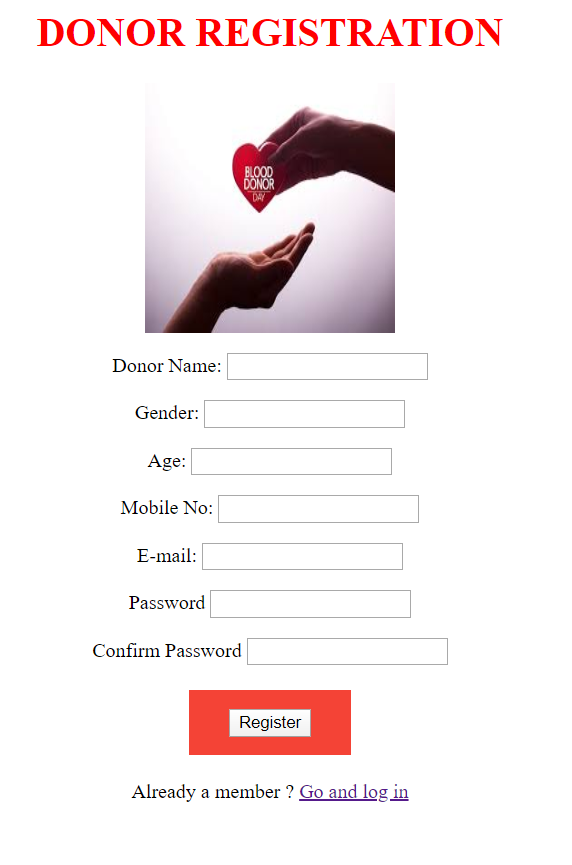 DONOR REGISTRATION
BLOOD
DONOR
DAY
Donor Name:
Gender:
Age:
Mobile No:
E-mail:
Password
Confirm Password
Register
Already a member ? Go and log in